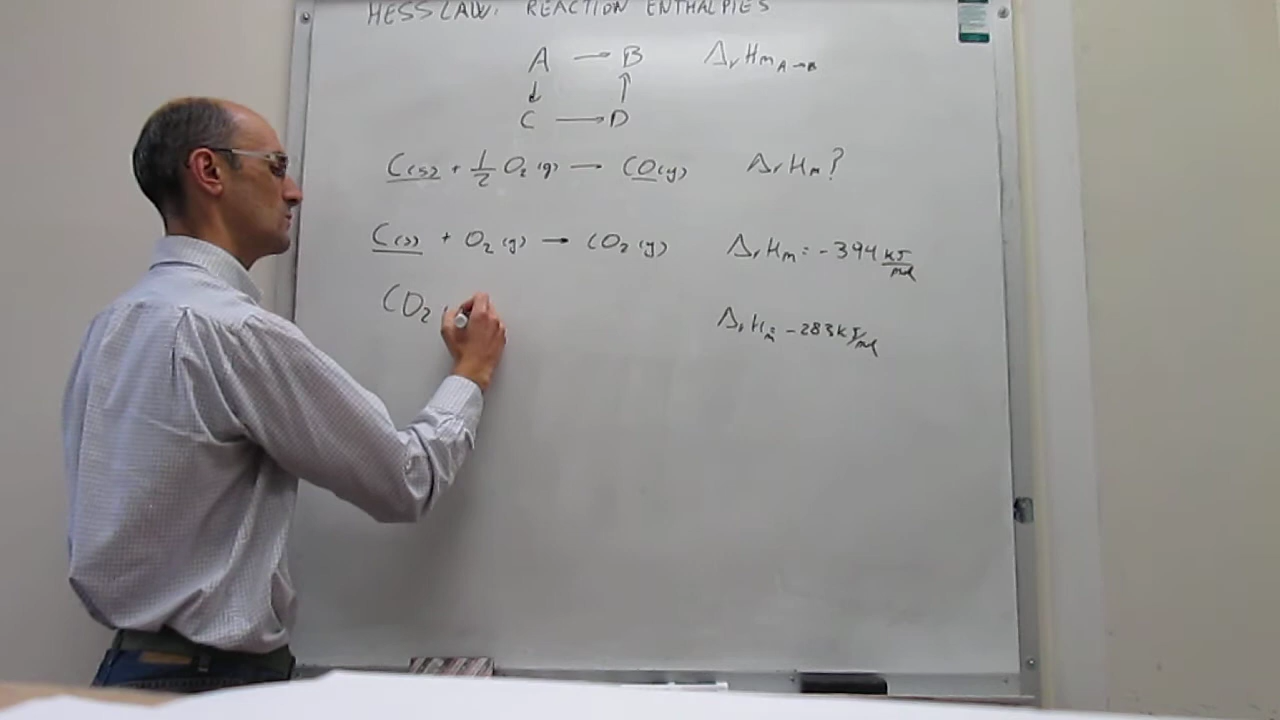 HESS LAW: REACTION ENTHALPIES
A → B ΔrHm A→B
↓ ↑
C → D
C(s) + 1/2 O₂(g) → CO(g) ΔrHm?
C(s) + O₂(g) → CO₂(g) ΔrHm = -394 kJ/mol
CO₂ ( ΔrHm = -283 kJ/mol